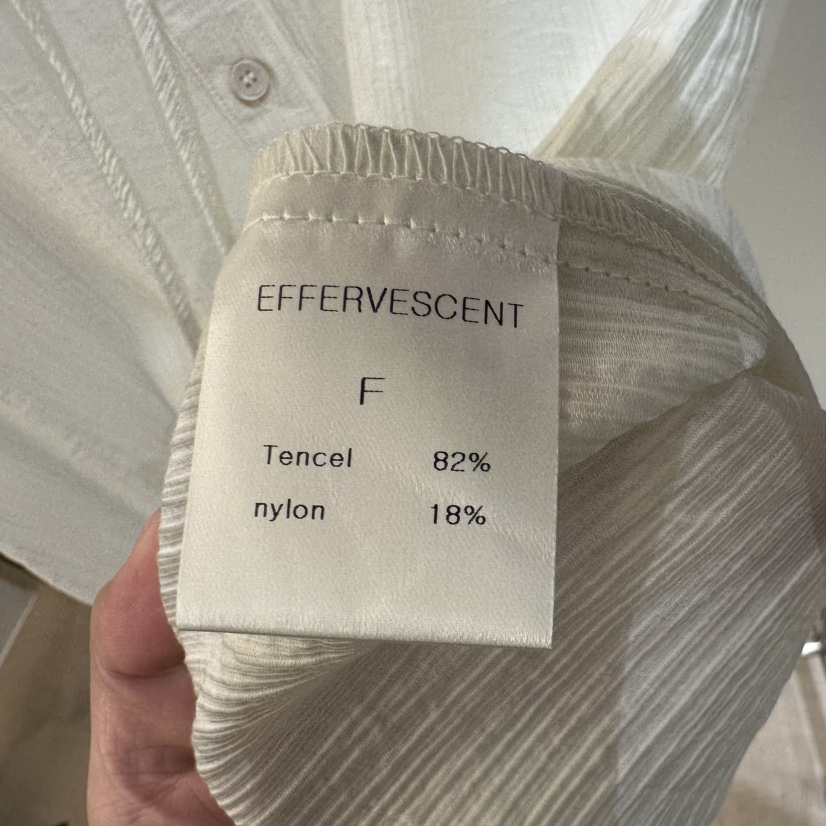 EFFERVESCENT
F
Tencel 82%
nylon 18%